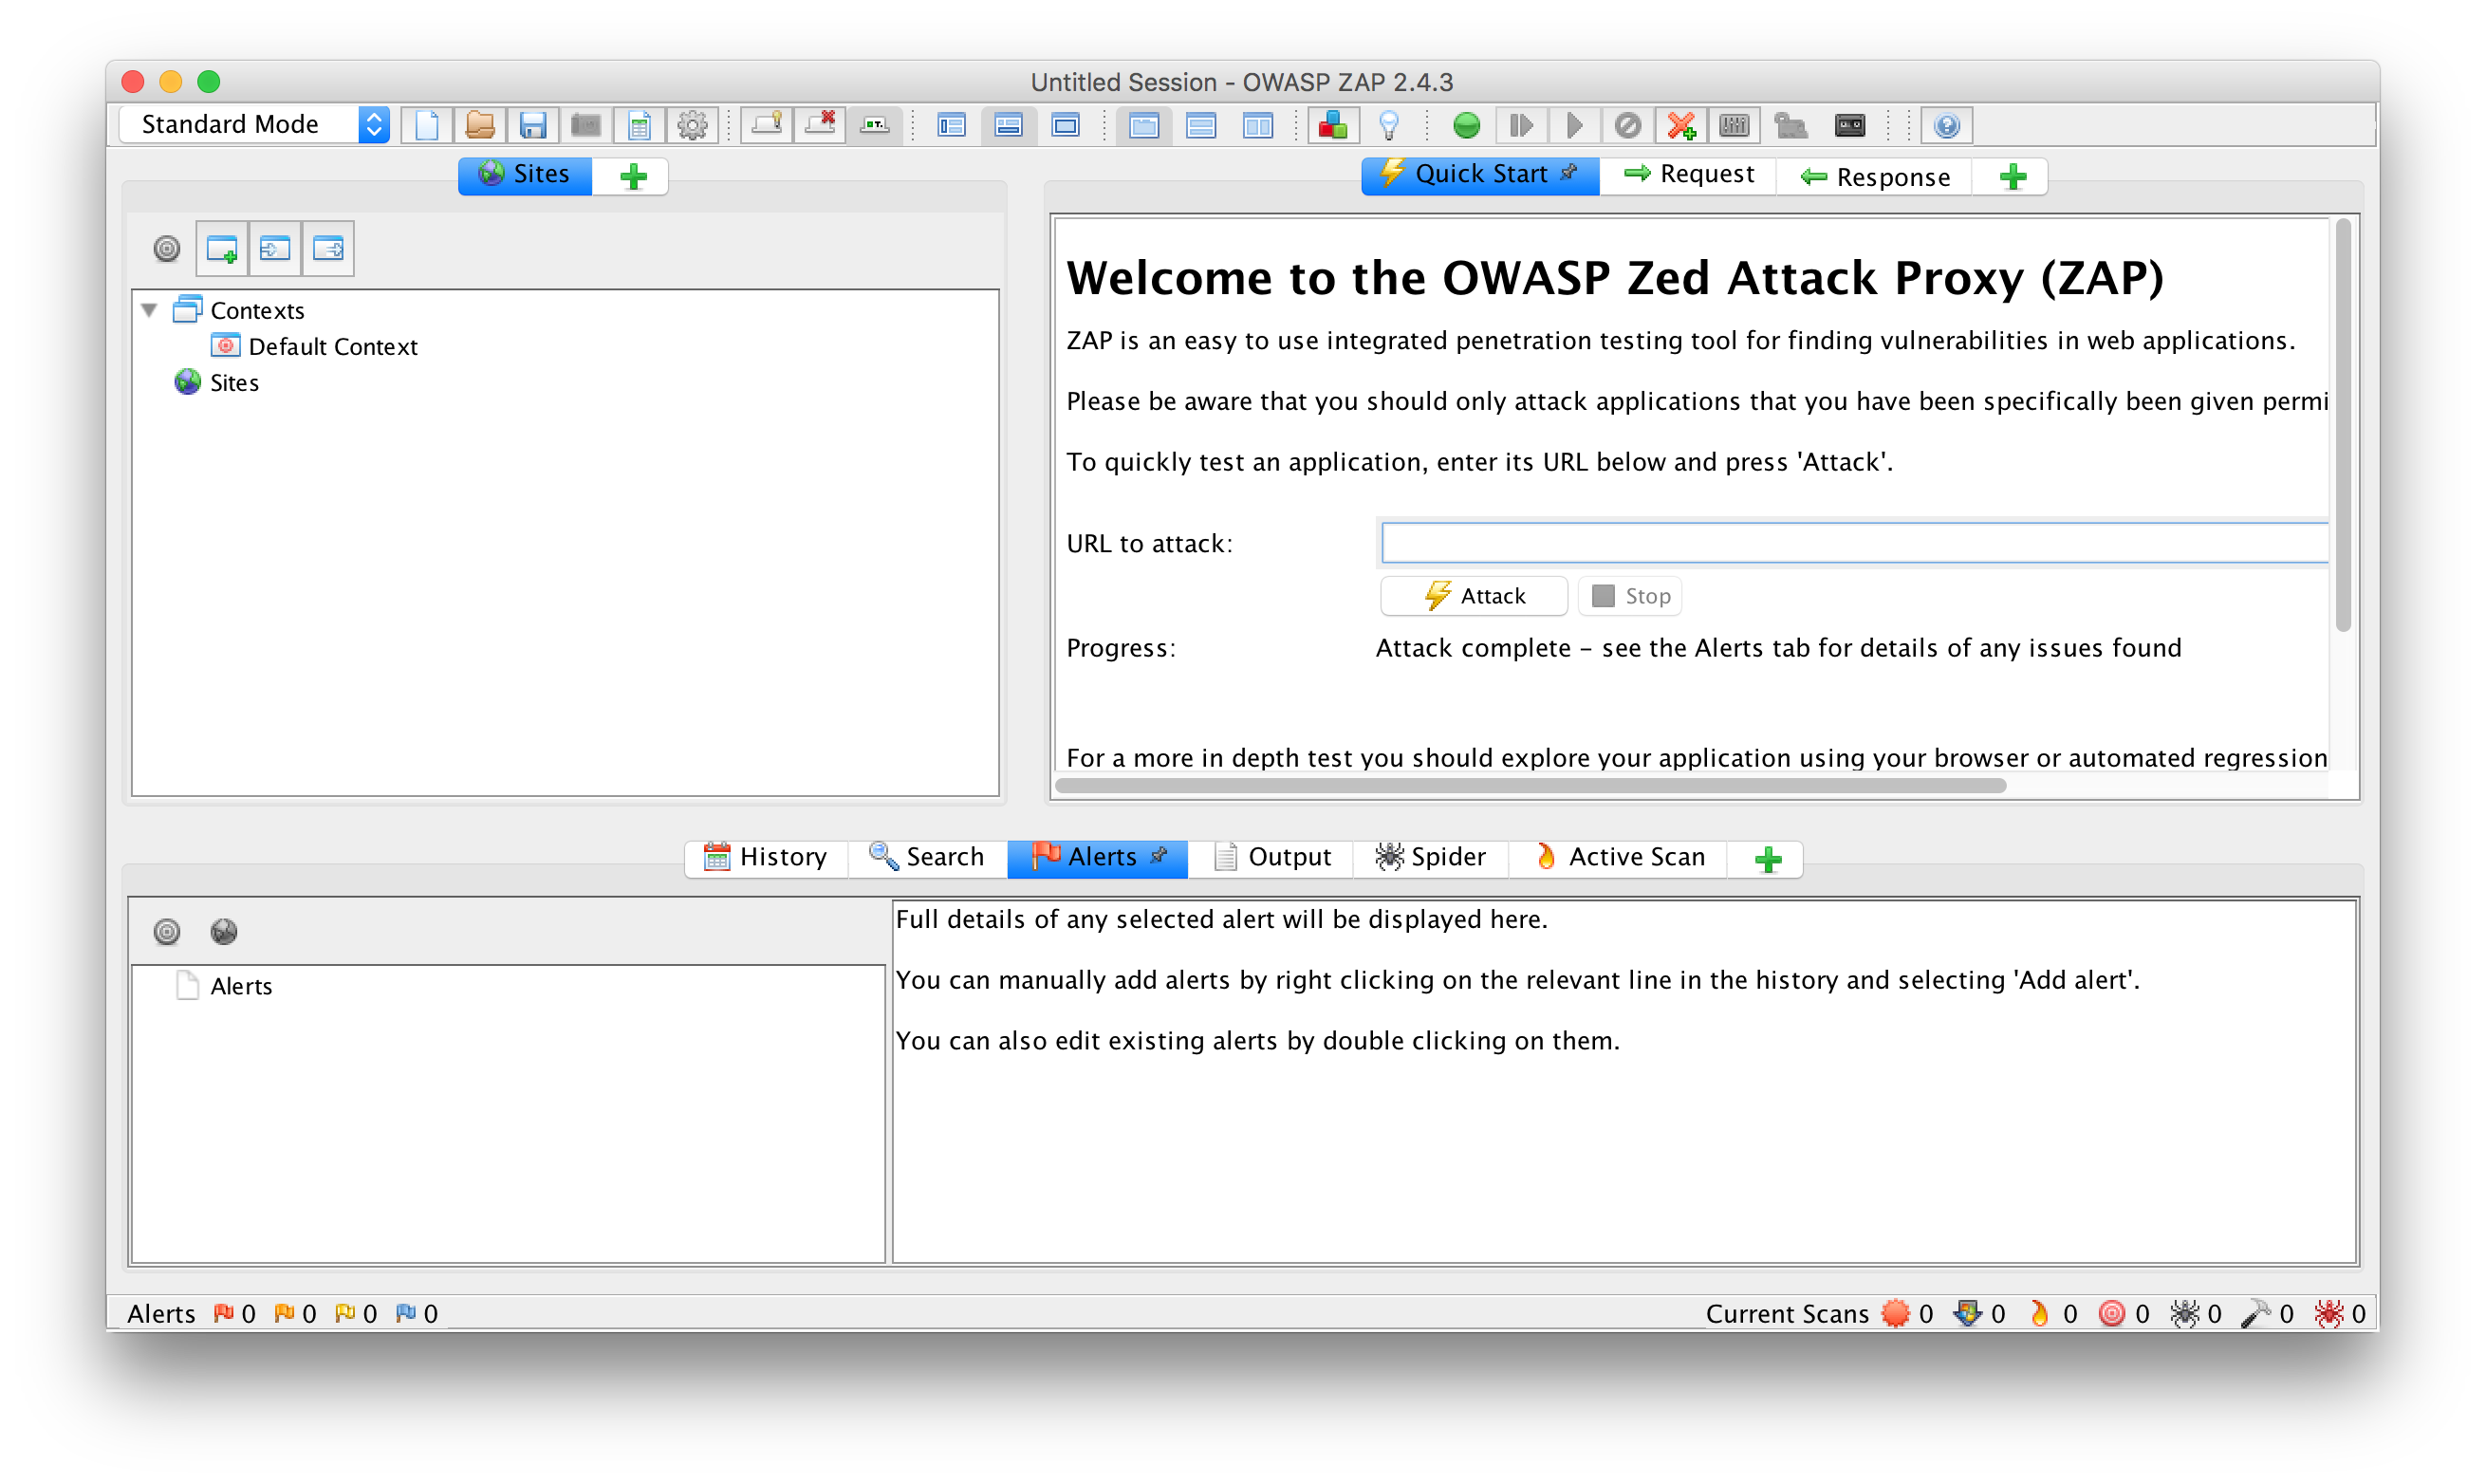 Untitled Session - OWASP ZAP 2.4.3
Standard Mode
Sites
Quick Start
Request
Response
Contexts
Default Context
Sites
Welcome to the OWASP Zed Attack Proxy (ZAP)
ZAP is an easy to use integrated penetration testing tool for finding vulnerabilities in web applications.
Please be aware that you should only attack applications that you have been specifically been given permi
To quickly test an application, enter its URL below and press 'Attack'.
URL to attack:
Attack Stop
Progress: Attack complete - see the Alerts tab for details of any issues found
For a more in depth test you should explore your application using your browser or automated regression
History Search Alerts Output Spider Active Scan
Alerts
Full details of any selected alert will be displayed here.
You can manually add alerts by right clicking on the relevant line in the history and selecting 'Add alert'.
You can also edit existing alerts by double clicking on them.
Alerts 0 0 0 0
Current Scans 0 0 0 0 0 0 0